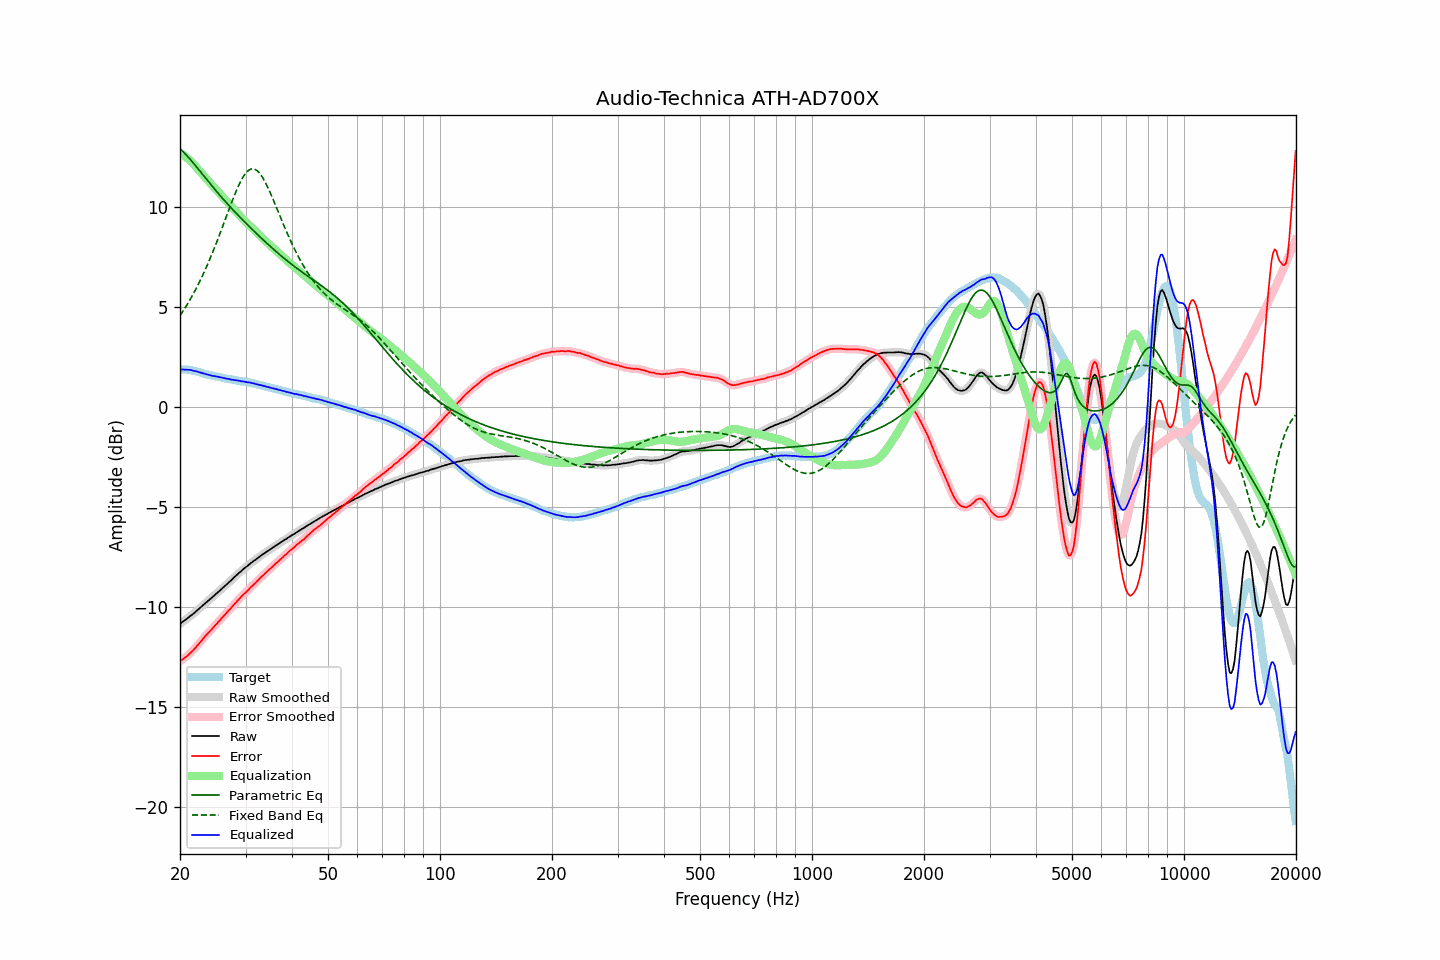 Audio-Technica ATH-AD700X
Amplitude (dBr)
10
5
0
−5
−10
−15
−20
Target
Raw Smoothed
Error Smoothed
Raw
Error
Equalization
Parametric Eq
Fixed Band Eq
Equalized
20 50 100 200 500 1000 2000 5000 10000 20000
Frequency (Hz)